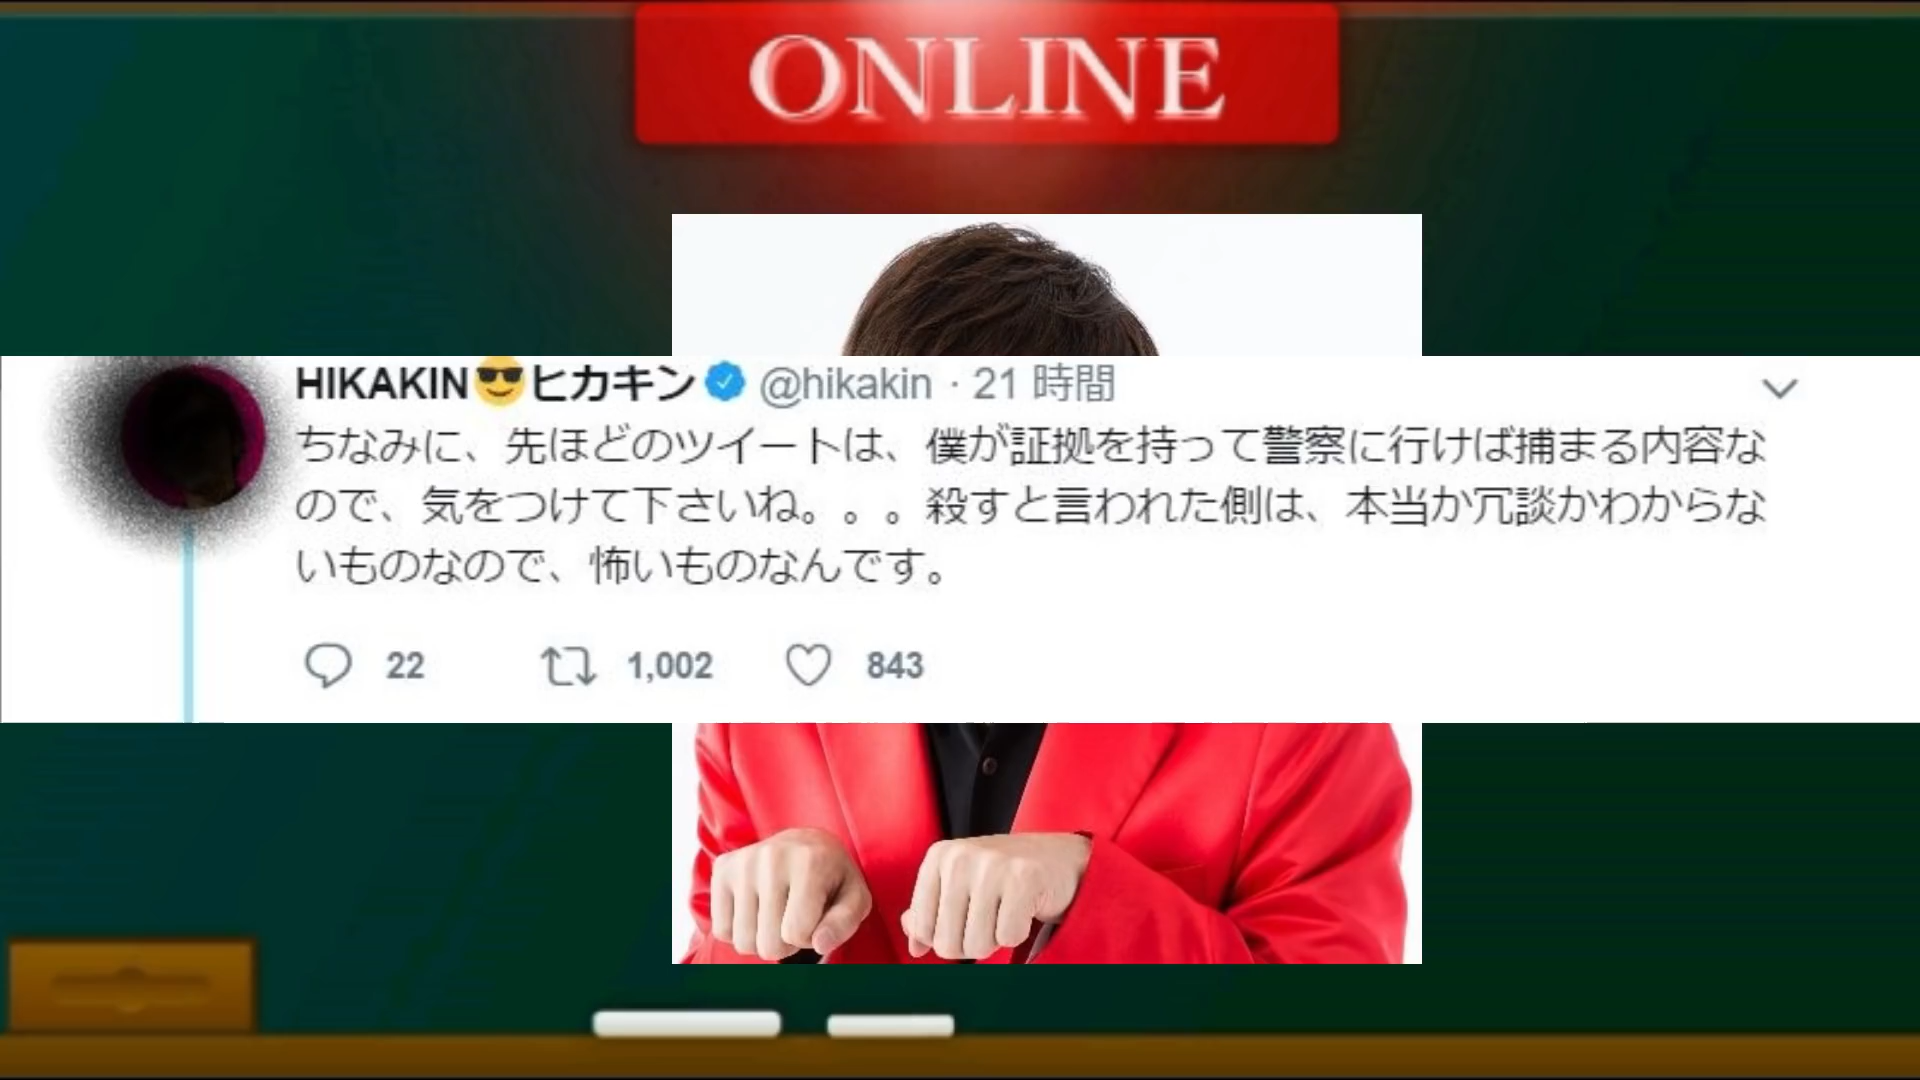 ONLINE
HIKAKIN😎ヒカキン @hikakin · 21 時間
ちなみに、先ほどのツイートは、僕が証拠を持って警察に行けば捕まる内容な
ので、気をつけて下さいね。。。殺すと言われた側は、本当か冗談かわからな
いものなので、怖いものなんです。
22 1,002 843